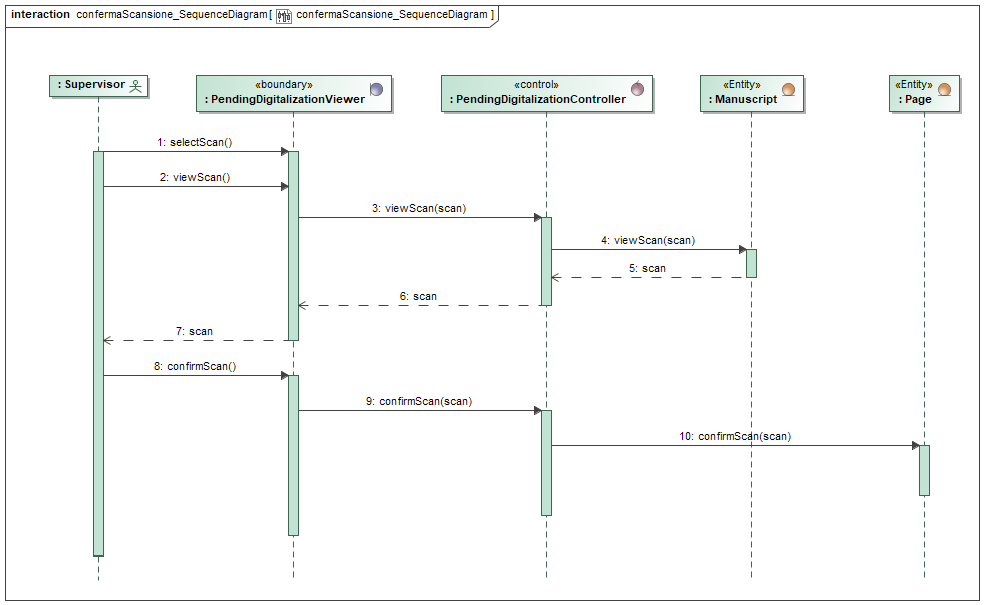 interaction confermaScansione_SequenceDiagram[ confermaScansione_SequenceDiagram ]
: Supervisor
«boundary»
: PendingDigitalizationViewer
«control»
: PendingDigitalizationController
«Entity»
: Manuscript
«Entity»
: Page
1: selectScan()
2: viewScan()
3: viewScan(scan)
4: viewScan(scan)
5: scan
6: scan
7: scan
8: confirmScan()
9: confirmScan(scan)
10: confirmScan(scan)